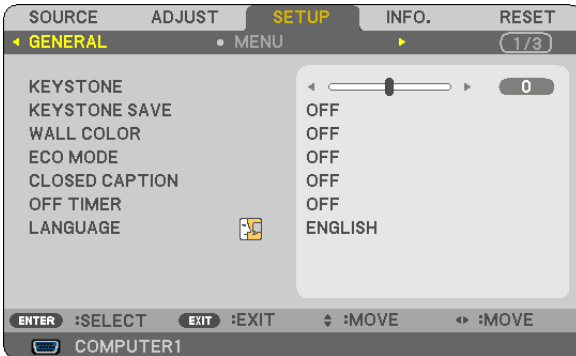 SOURCE ADJUST SETUP INFO. RESET
GENERAL • MENU (1/3)
KEYSTONE 0
KEYSTONE SAVE OFF
WALL COLOR OFF
ECO MODE OFF
CLOSED CAPTION OFF
OFF TIMER OFF
LANGUAGE ENGLISH
ENTER :SELECT EXIT :EXIT :MOVE :MOVE
COMPUTER1